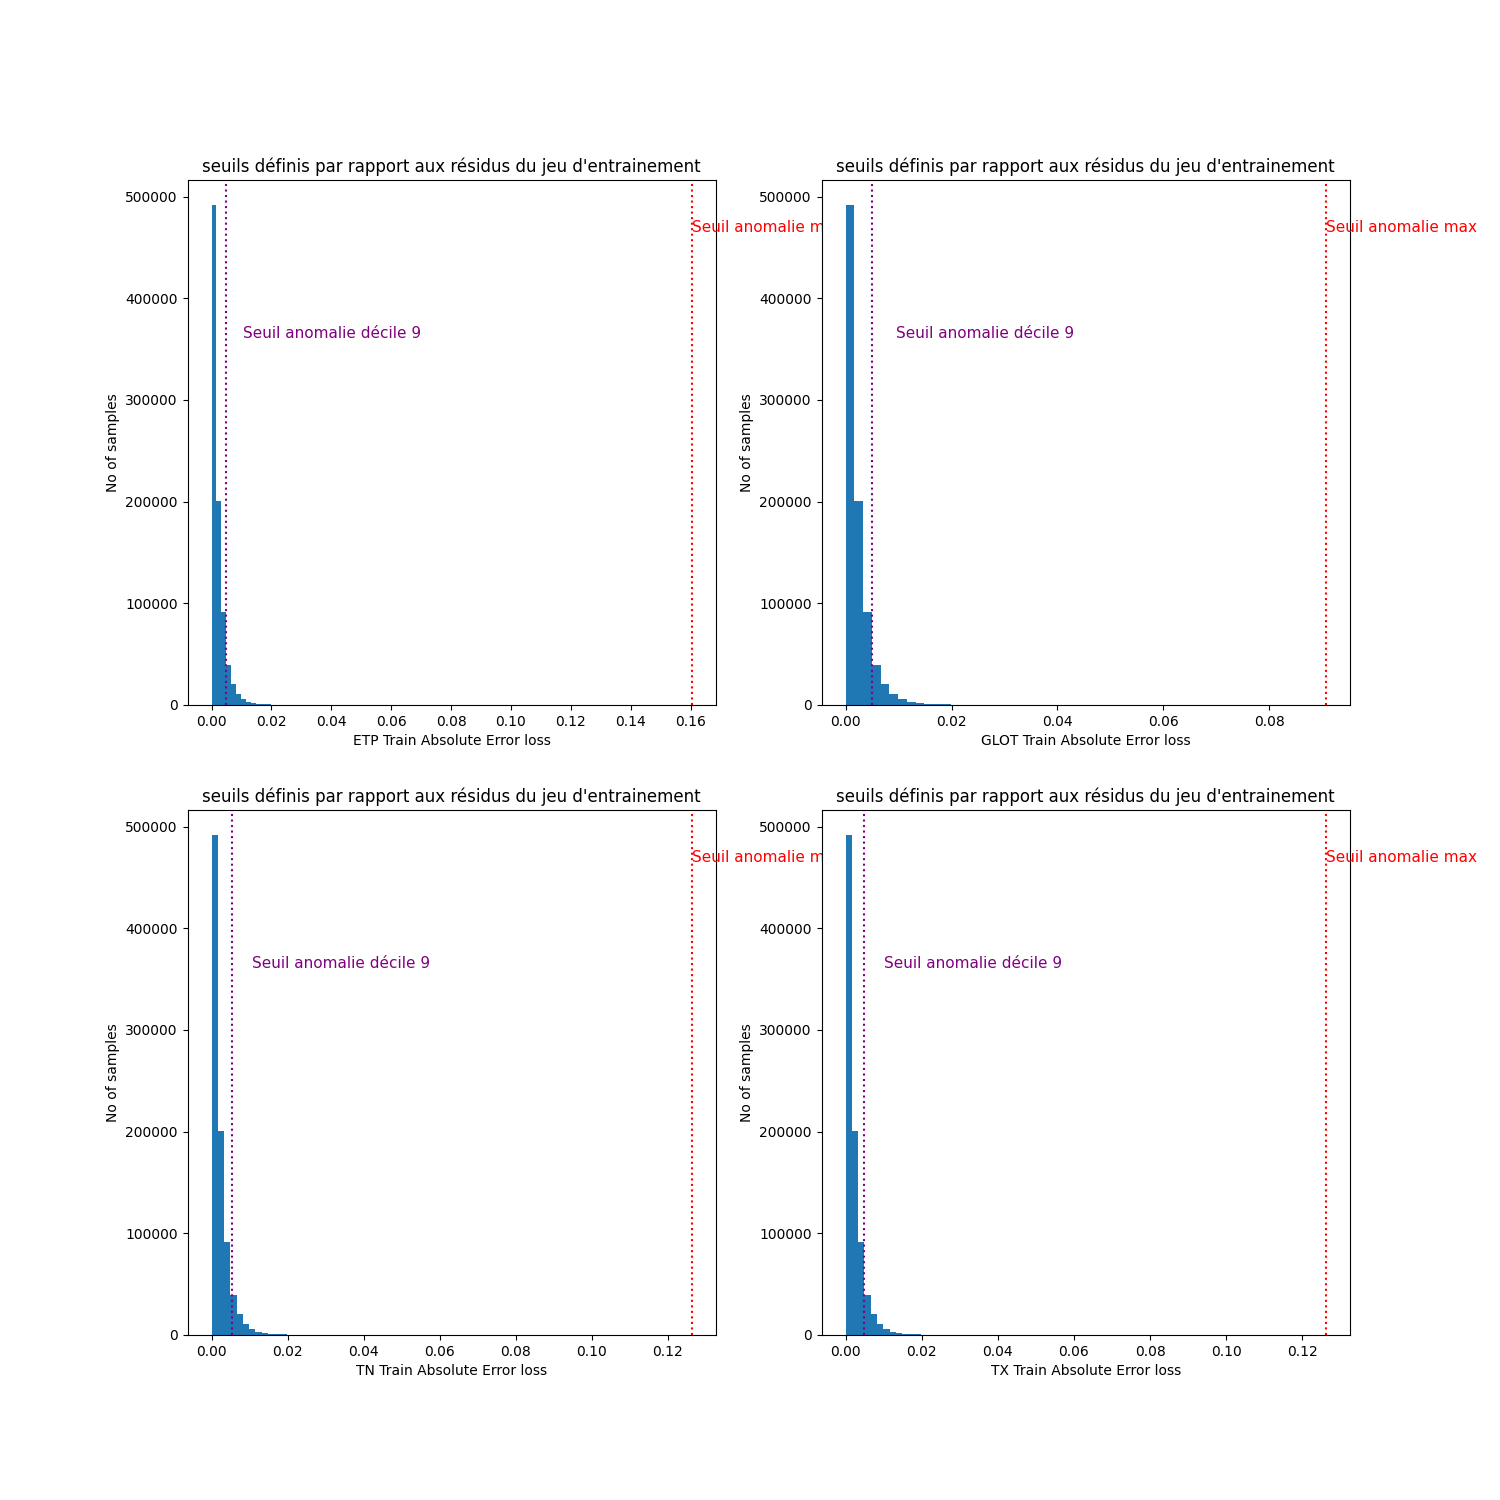 seuils définis par rapport aux résidus du jeu d'entrainement
500000
400000
300000
200000
100000
0
No of samples
Seuil anomalie m
Seuil anomalie décile 9
0.00 0.02 0.04 0.06 0.08 0.10 0.12 0.14 0.16
ETP Train Absolute Error loss
seuils définis par rapport aux résidus du jeu d'entrainement
500000
400000
300000
200000
100000
0
No of samples
Seuil anomalie max
Seuil anomalie décile 9
0.00 0.02 0.04 0.06 0.08
GLOT Train Absolute Error loss
seuils définis par rapport aux résidus du jeu d'entrainement
500000
400000
300000
200000
100000
0
No of samples
Seuil anomalie m
Seuil anomalie décile 9
0.00 0.02 0.04 0.06 0.08 0.10 0.12
TN Train Absolute Error loss
seuils définis par rapport aux résidus du jeu d'entrainement
500000
400000
300000
200000
100000
0
No of samples
Seuil anomalie max
Seuil anomalie décile 9
0.00 0.02 0.04 0.06 0.08 0.10 0.12
TX Train Absolute Error loss